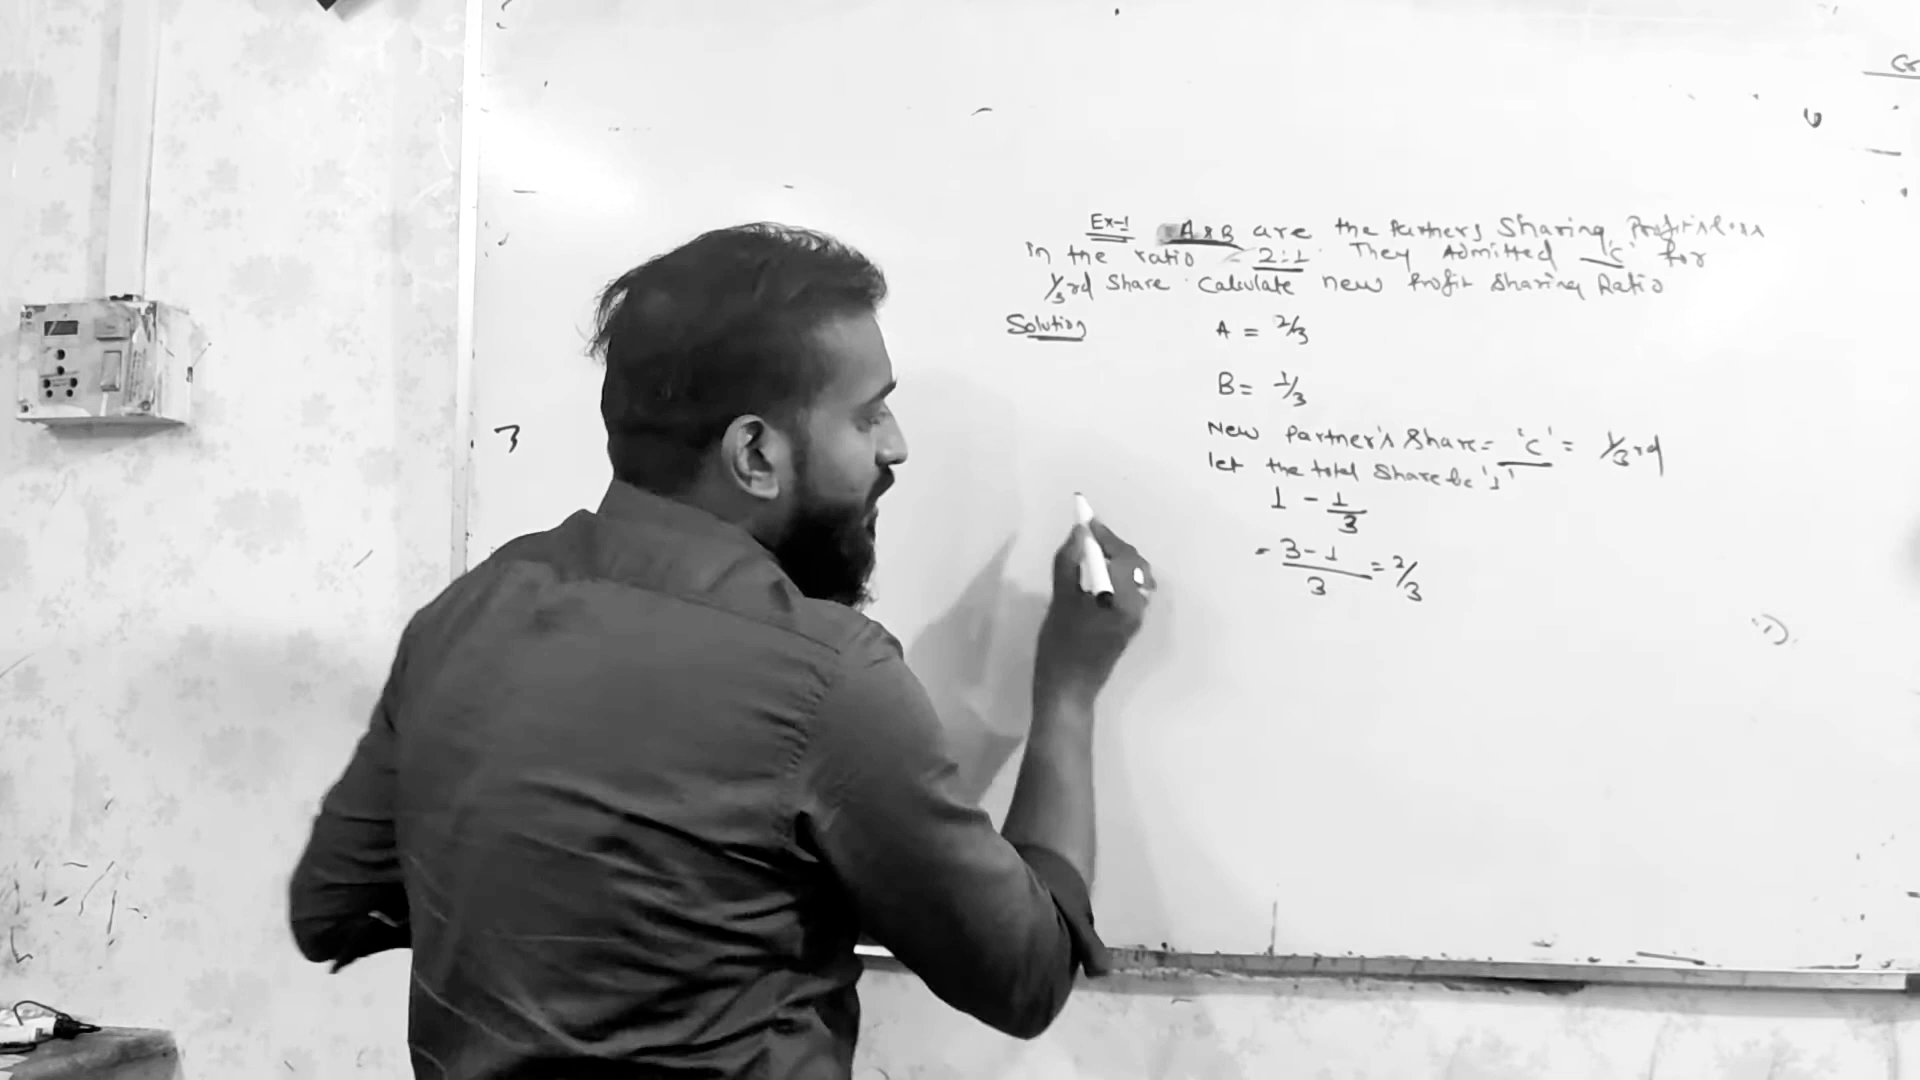 Ex-1 A & B are the Partners Sharing Profits & loss
in the ratio 2:1. They Admitted 'C' for
1/3rd Share. Calculate new Profit Sharing Ratio
Solution
A = 2/3
B = 1/3
New Partner's Share = 'C' = 1/3rd
let the total Share be '1'
1 - 1/3
= 3-1/3 = 2/3